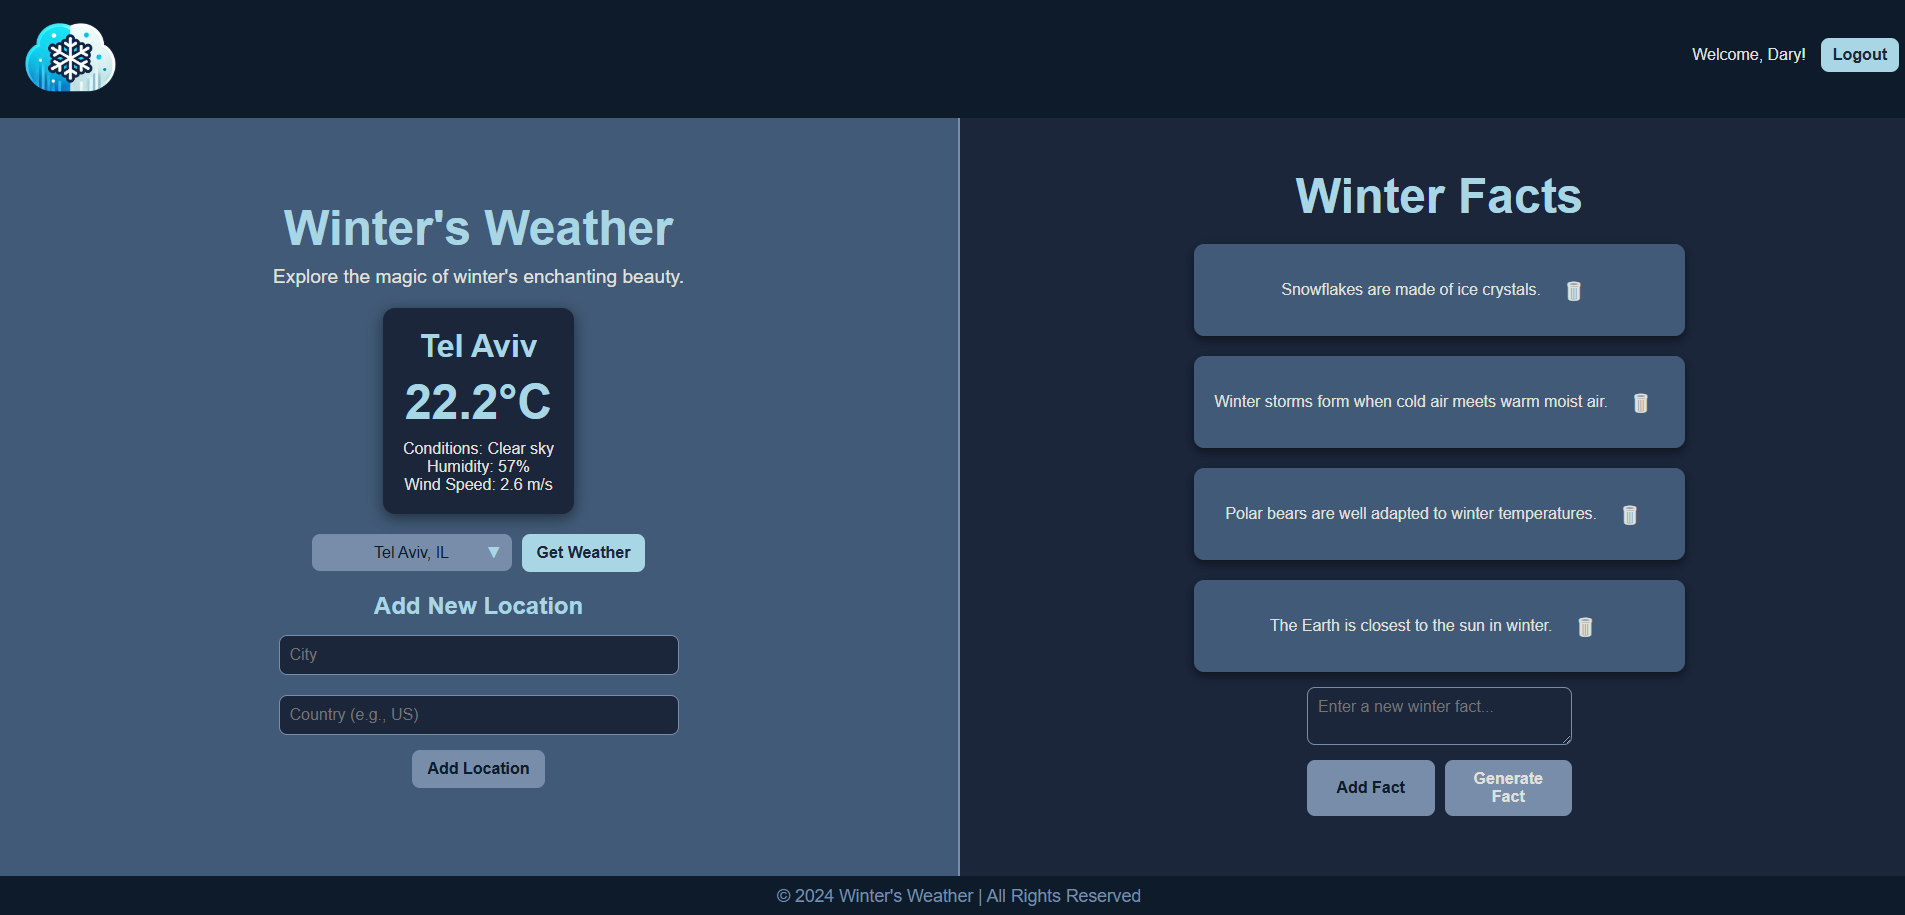 Welcome, Dary!
Logout
Winter's Weather
Explore the magic of winter's enchanting beauty.
Tel Aviv
22.2°C
Conditions: Clear sky
Humidity: 57%
Wind Speed: 2.6 m/s
Tel Aviv, IL
Get Weather
Add New Location
City
Country (e.g., US)
Add Location
Winter Facts
Snowflakes are made of ice crystals.
Winter storms form when cold air meets warm moist air.
Polar bears are well adapted to winter temperatures.
The Earth is closest to the sun in winter.
Enter a new winter fact...
Add Fact
Generate
Fact
© 2024 Winter's Weather | All Rights Reserved